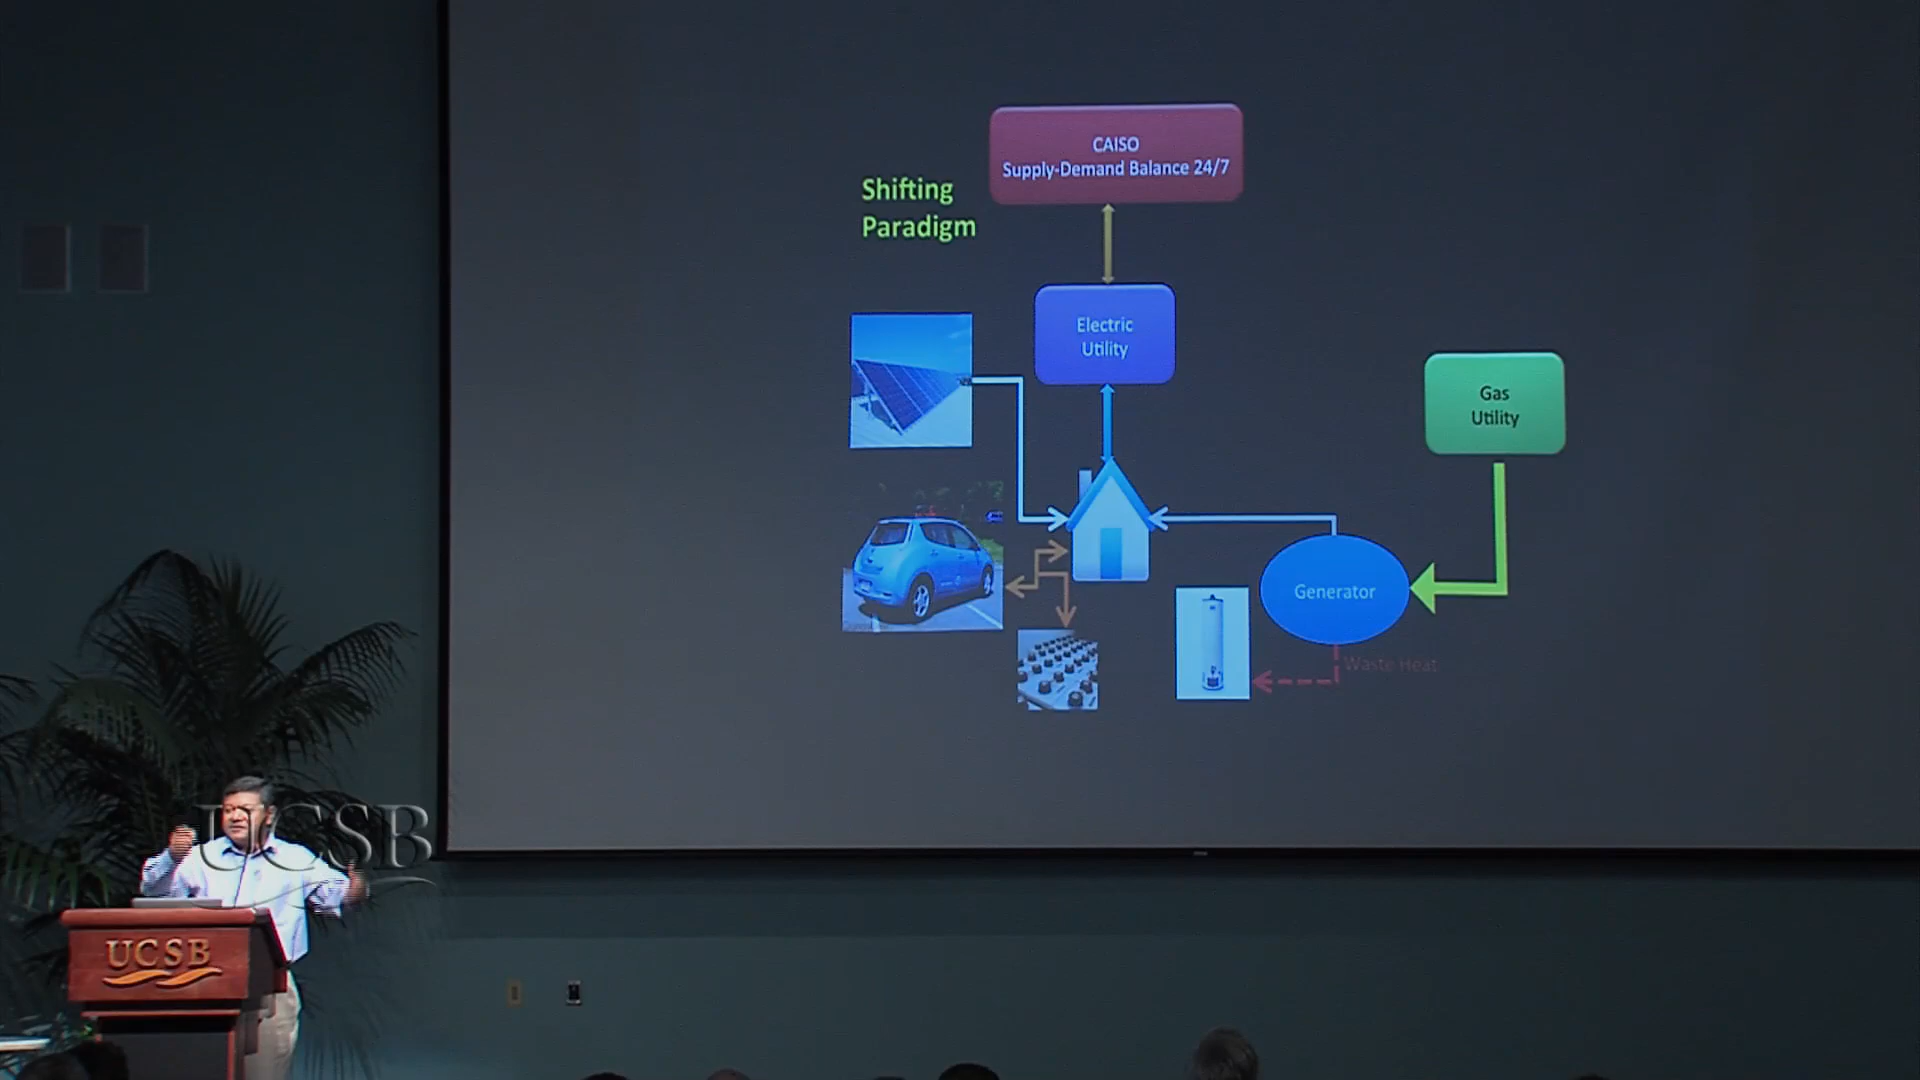 CAISO
Supply-Demand Balance 24/7
Shifting
Paradigm
Electric
Utility
Gas
Utility
Generator
Waste Heat
UCSB
UCSB